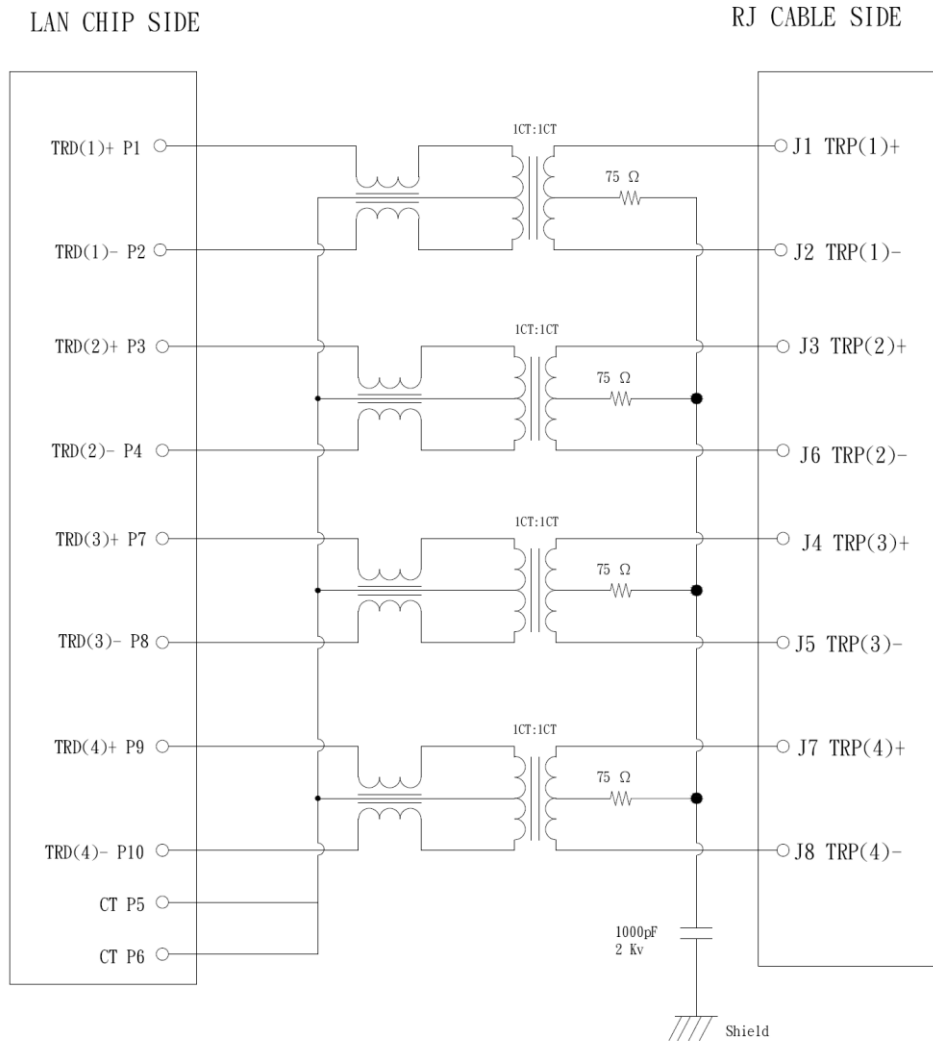 LAN CHIP SIDE
RJ CABLE SIDE
1CT:1CT
TRD(1)+ P1
J1 TRP(1)+
75 Ω
TRD(1)- P2
J2 TRP(1)-
1CT:1CT
TRD(2)+ P3
J3 TRP(2)+
75 Ω
TRD(2)- P4
J6 TRP(2)-
1CT:1CT
TRD(3)+ P7
J4 TRP(3)+
75 Ω
TRD(3)- P8
J5 TRP(3)-
1CT:1CT
TRD(4)+ P9
J7 TRP(4)+
75 Ω
TRD(4)- P10
J8 TRP(4)-
CT P5
CT P6
1000pF
2 Kv
Shield